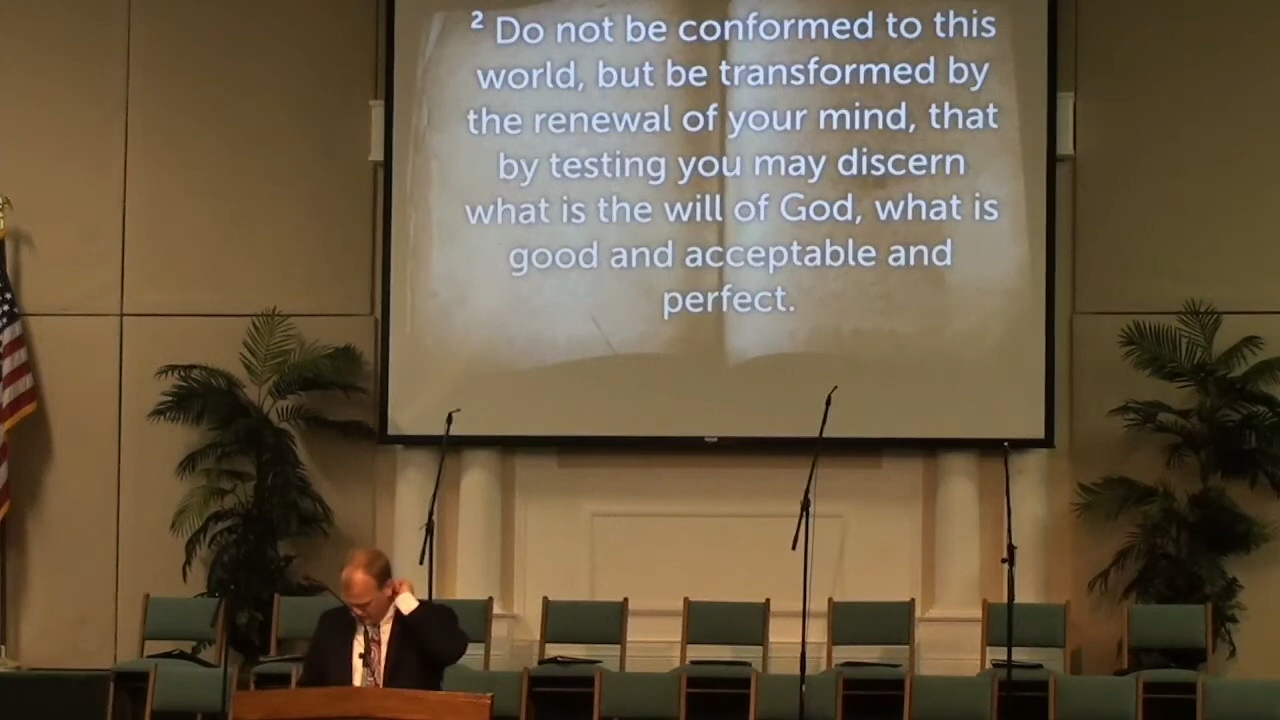 ² Do not be conformed to this
world, but be transformed by
the renewal of your mind, that
by testing you may discern
what is the will of God, what is
good and acceptable and
perfect.